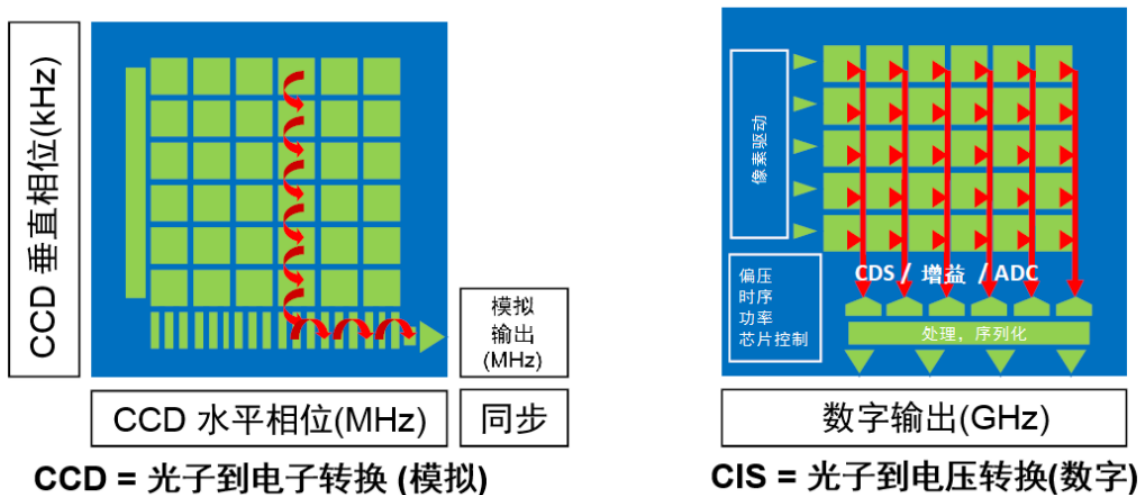 CCD 垂直相位(kHz)
模拟
输出
(MHz)
CCD 水平相位(MHz)
同步
CCD = 光子到电子转换 (模拟)
像素驱动
偏压
时序
功率
芯片控制
CDS / 增益 / ADC
处理，序列化
数字输出(GHz)
CIS = 光子到电压转换(数字)